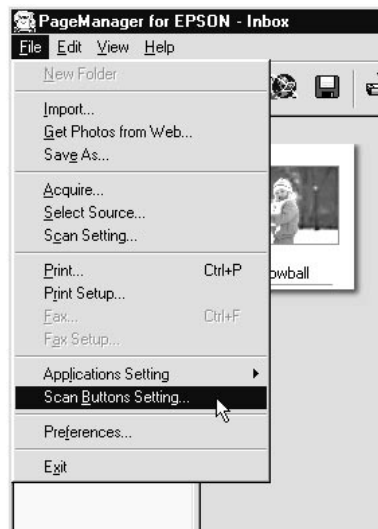 PageManager for EPSON - Inbox
File Edit View Help
New Folder
Import...
Get Photos from Web...
Save As...
Acquire...
Select Source...
Scan Setting...
Print... Ctrl+P
Print Setup...
Fax... Ctrl+F
Fax Setup...
Applications Setting
Scan Buttons Setting...
Preferences...
Exit
owball